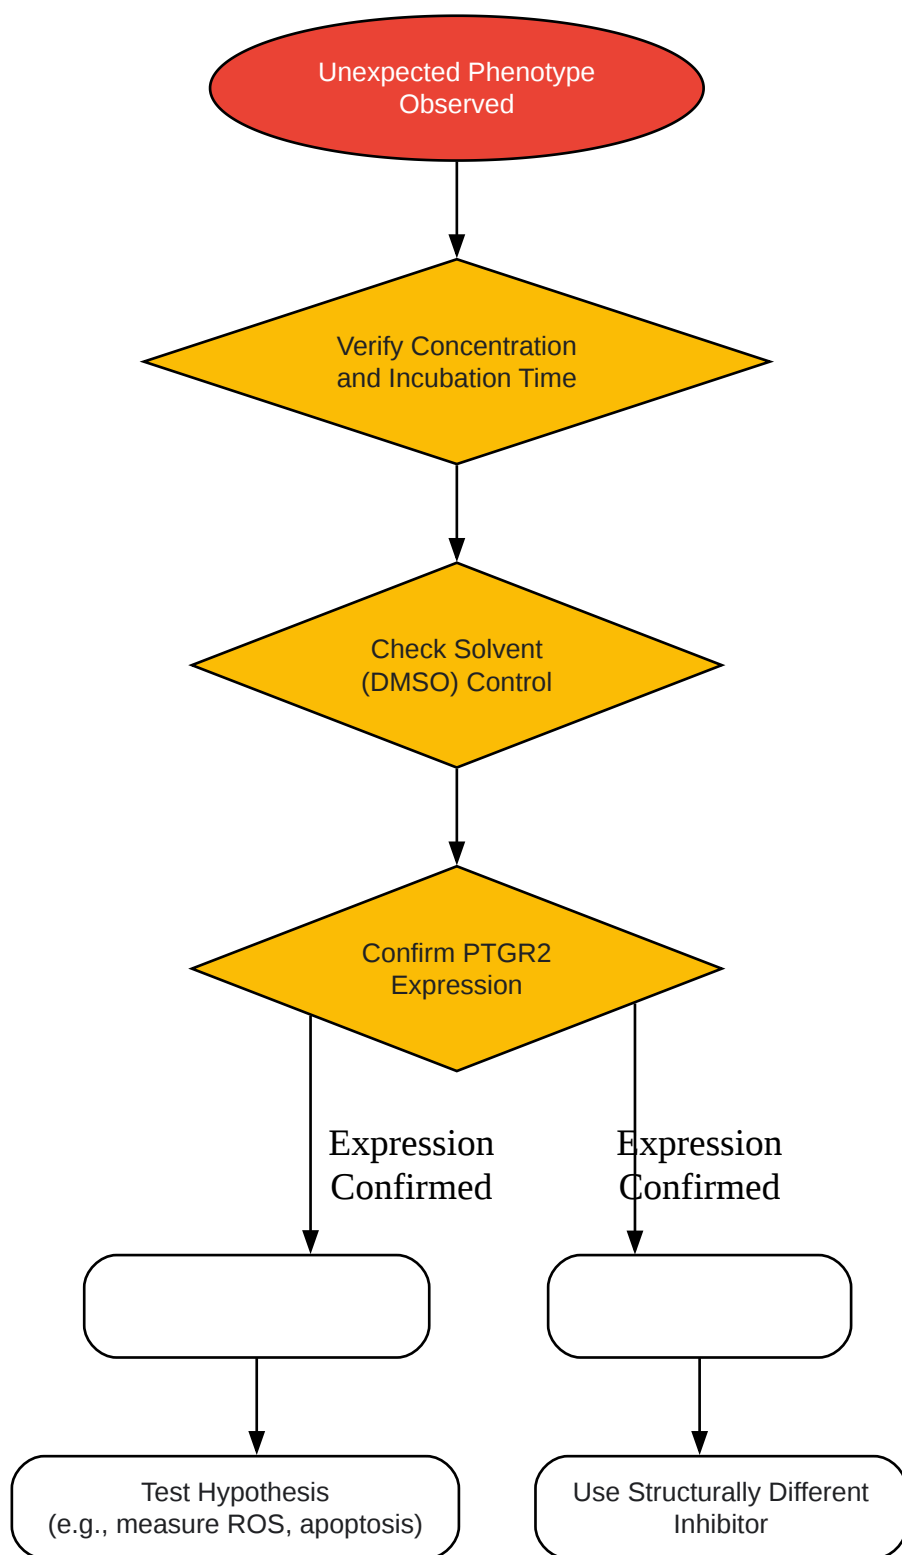 Unexpected Phenotype
Observed
Verify Concentration
and Incubation Time
Check Solvent
(DMSO) Control
Confirm PTGR2
Expression
Expression
Confirmed
Expression
Confirmed
Test Hypothesis
(e.g., measure ROS, apoptosis)
Use Structurally Different
Inhibitor